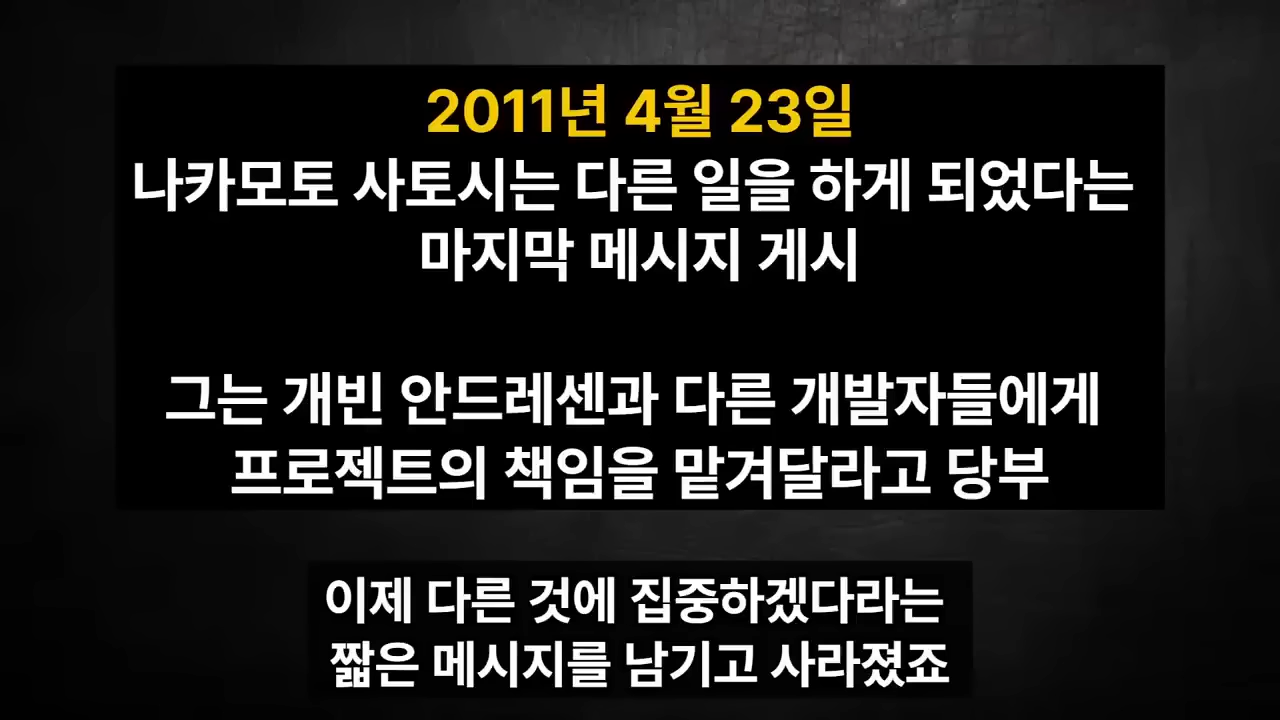 2011년 4월 23일
나카모토 사토시는 다른 일을 하게 되었다는
마지막 메시지 게시
그는 개빈 안드레센과 다른 개발자들에게
프로젝트의 책임을 맡겨달라고 당부
이제 다른 것에 집중하겠다라는
짧은 메시지를 남기고 사라졌죠